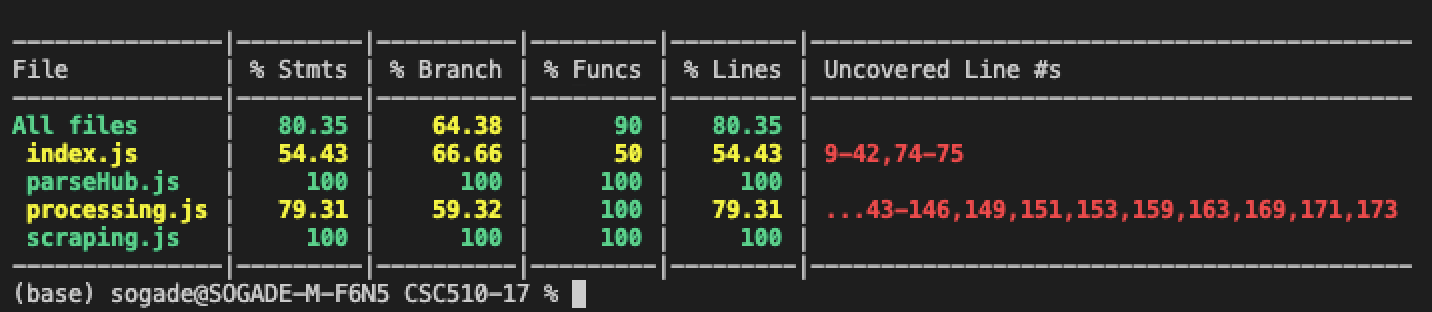 File | % Stmts | % Branch | % Funcs | % Lines | Uncovered Line #s
All files | 80.35 | 64.38 | 90 | 80.35 |
index.js | 54.43 | 66.66 | 50 | 54.43 | 9-42,74-75
parseHub.js | 100 | 100 | 100 | 100 |
processing.js | 79.31 | 59.32 | 100 | 79.31 | ...43-146,149,151,153,159,163,169,171,173
scraping.js | 100 | 100 | 100 | 100 |
(base) sogade@SOGADE-M-F6N5 CSC510-17 %